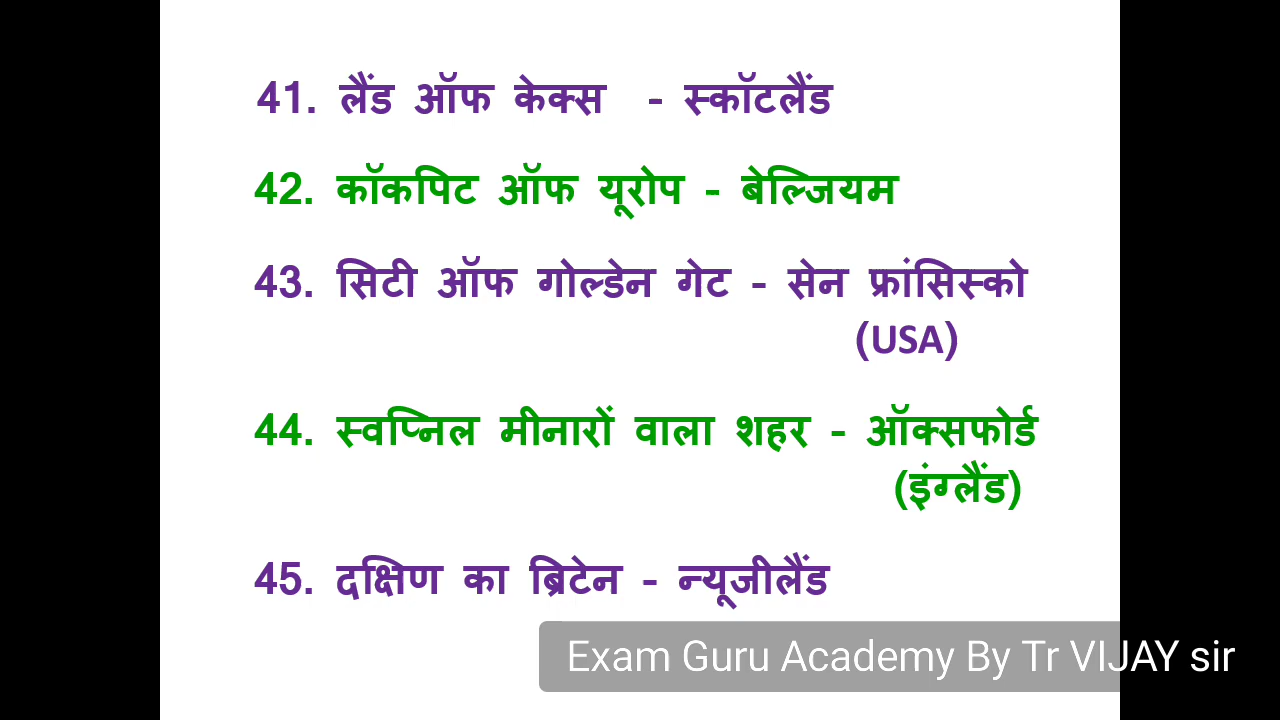 41. लैंड ऑफ केक्स - स्कॉटलैंड
42. कॉकपिट ऑफ यूरोप - बेल्जियम
43. सिटी ऑफ गोल्डेन गेट - सेन फ्रांसिस्को
(USA)
44. स्वप्निल मीनारों वाला शहर - ऑक्सफोर्ड
(इंग्लैंड)
45. दक्षिण का ब्रिटेन - न्यूजीलैंड
Exam Guru Academy By Tr VIJAY sir